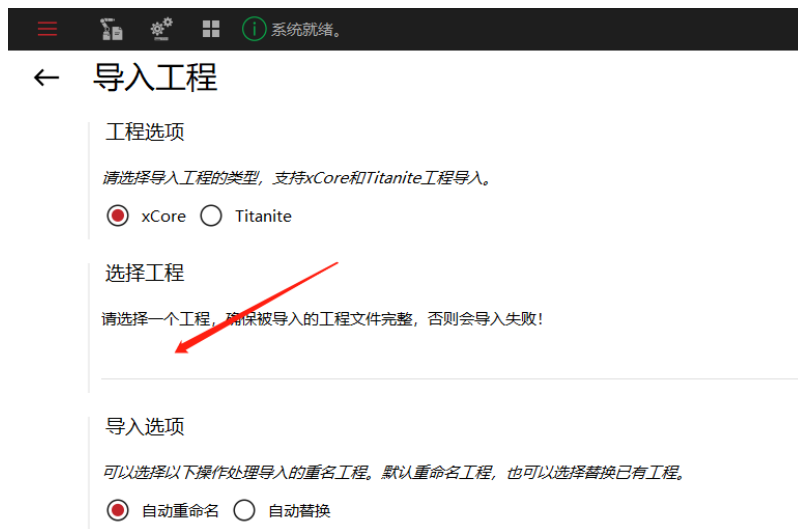 系统就绪。
导入工程
工程选项
请选择导入工程的类型，支持xCore和Titanite工程导入。
xCore Titanite
选择工程
请选择一个工程，确保被导入的工程文件完整，否则会导入失败！
导入选项
可以选择以下操作处理导入的重名工程。默认重命名工程，也可以选择替换已有工程。
自动重命名 自动替换